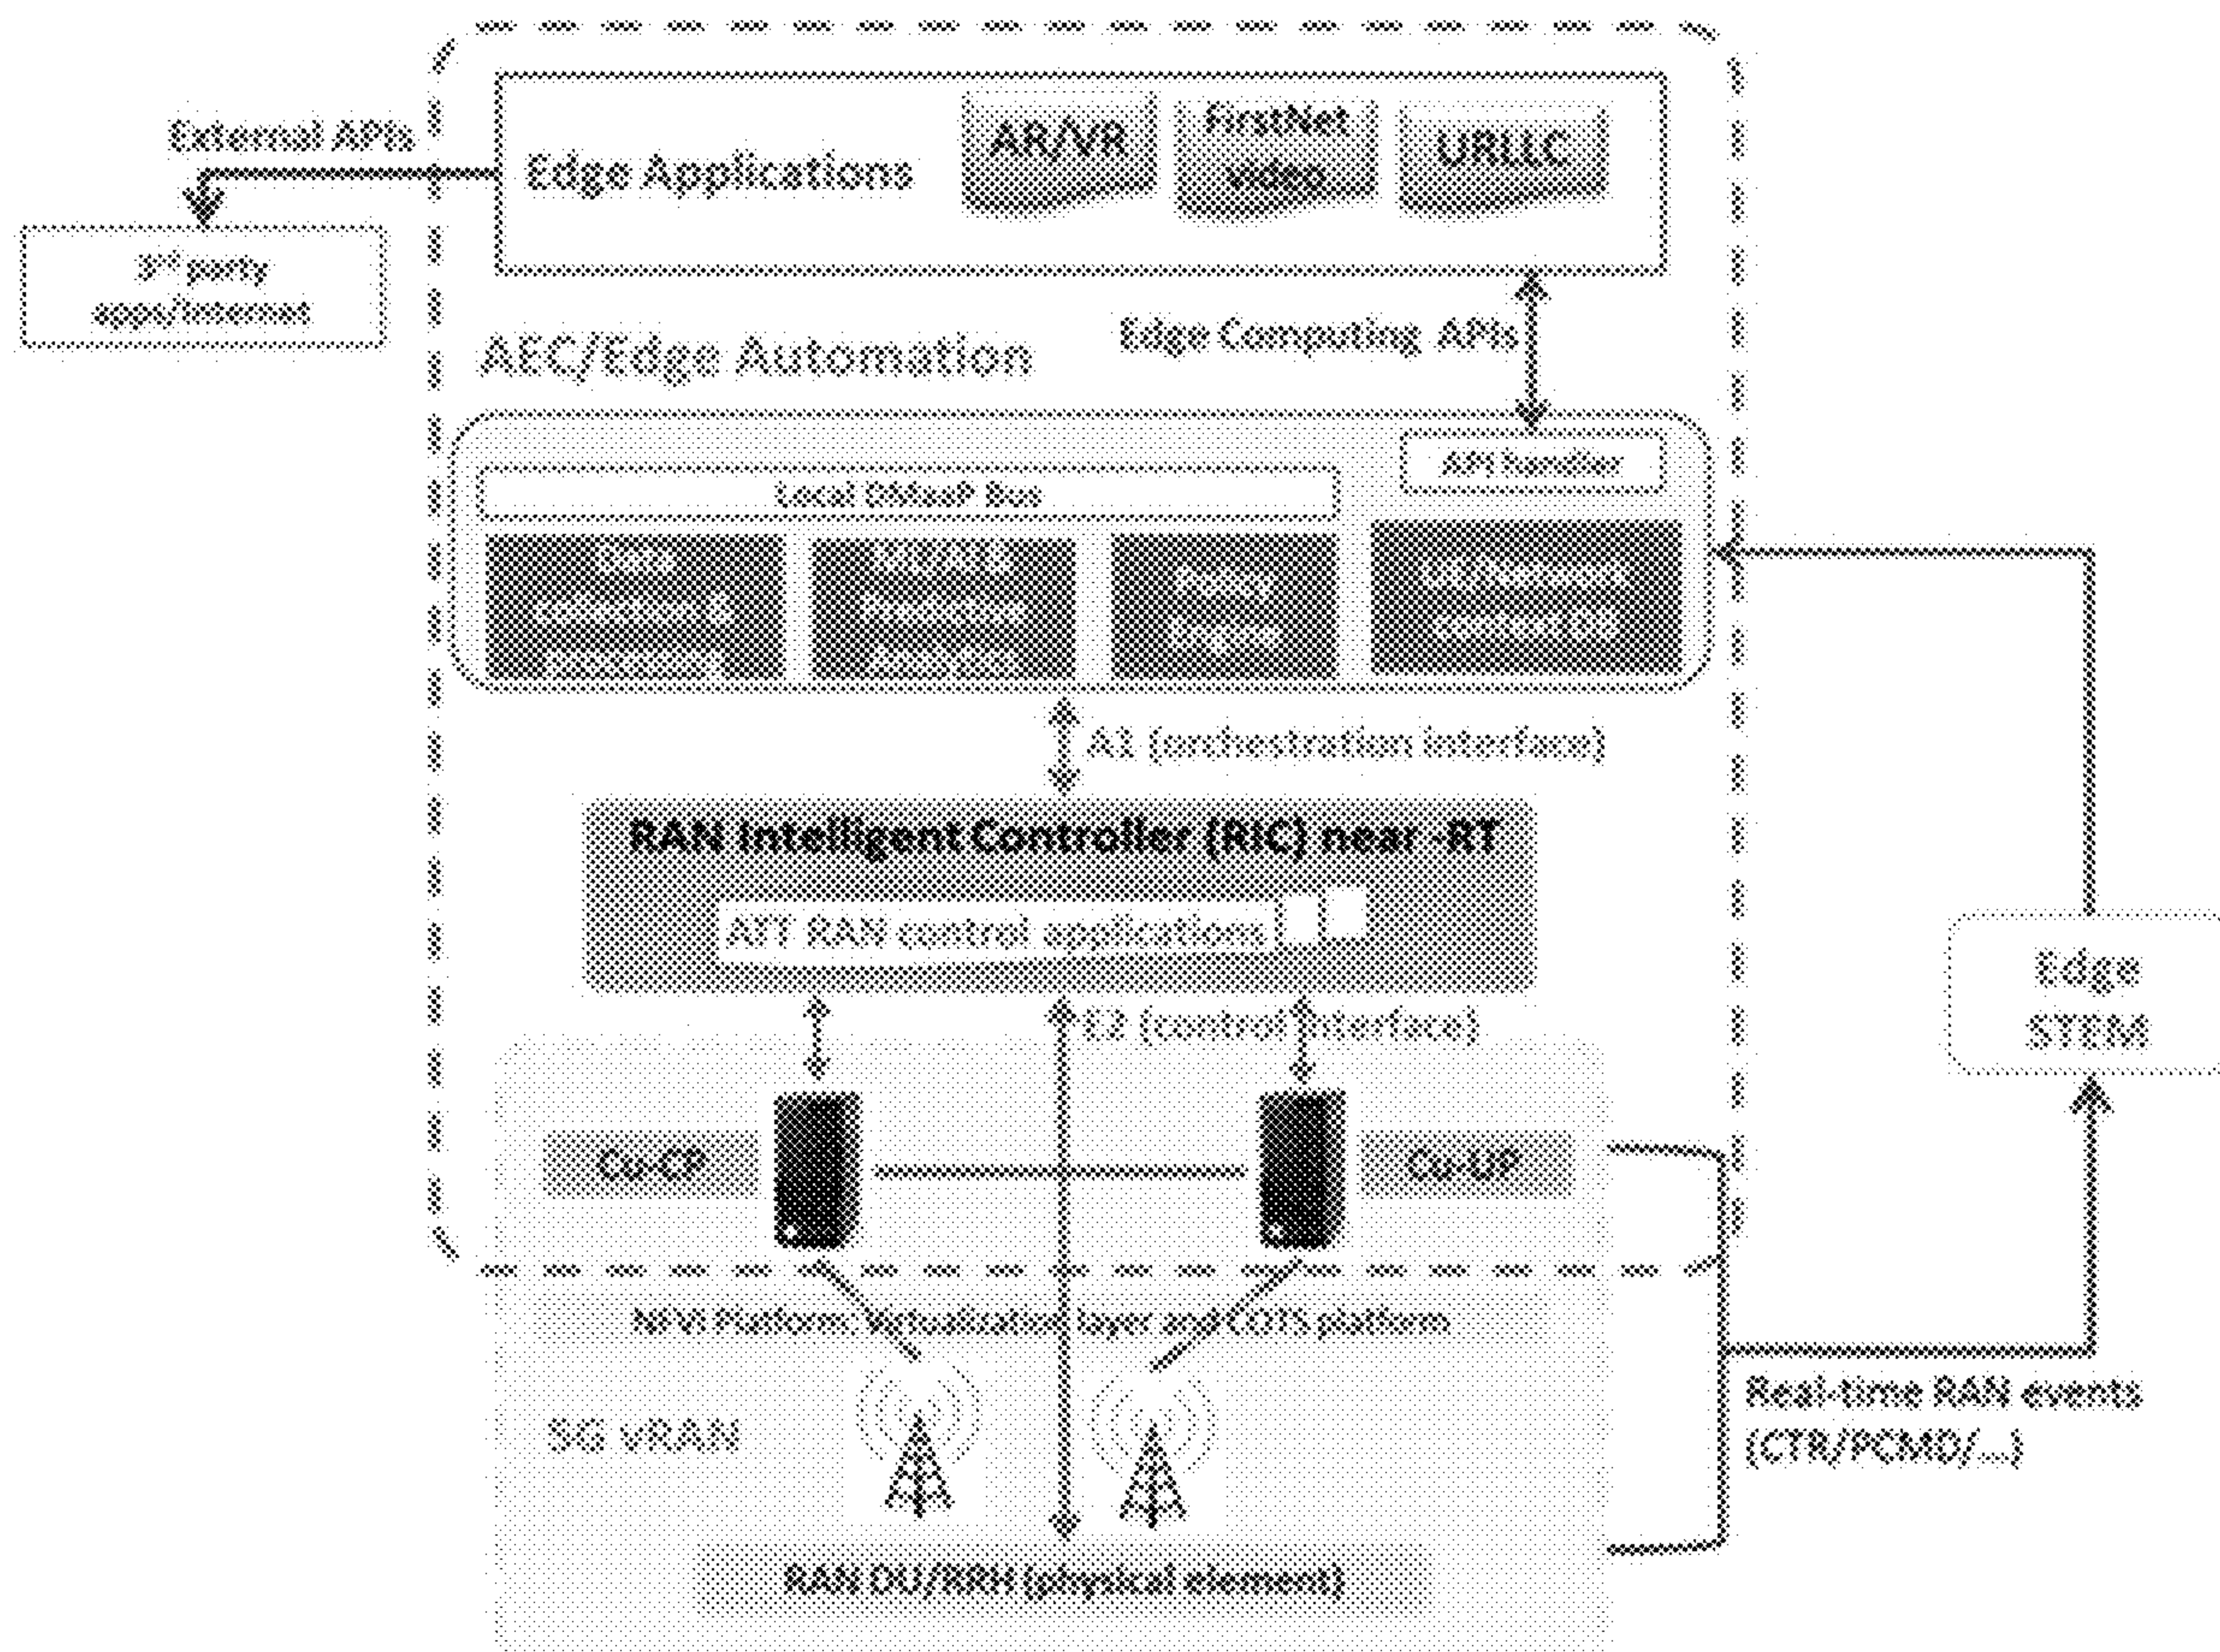 External APIs
3rd party
apps/internet
Edge Applications
AR/VR
FirstNet
video
URLLC
AEC/Edge Automation
Edge Computing APIs
API handler
Local DMaaP Bus
A1 (orchestration interface)
RAN Intelligent Controller (RIC) near -RT
ATT RAN control applications
E2 (control interface)
Cu-CP
Cu-UP
NFVI Platform: Virtualization layer and COTS platform
5G vRAN
RAN DU/RRH (physical element)
Edge
STEM
Real-time RAN events
(CTR/PCMD/...)